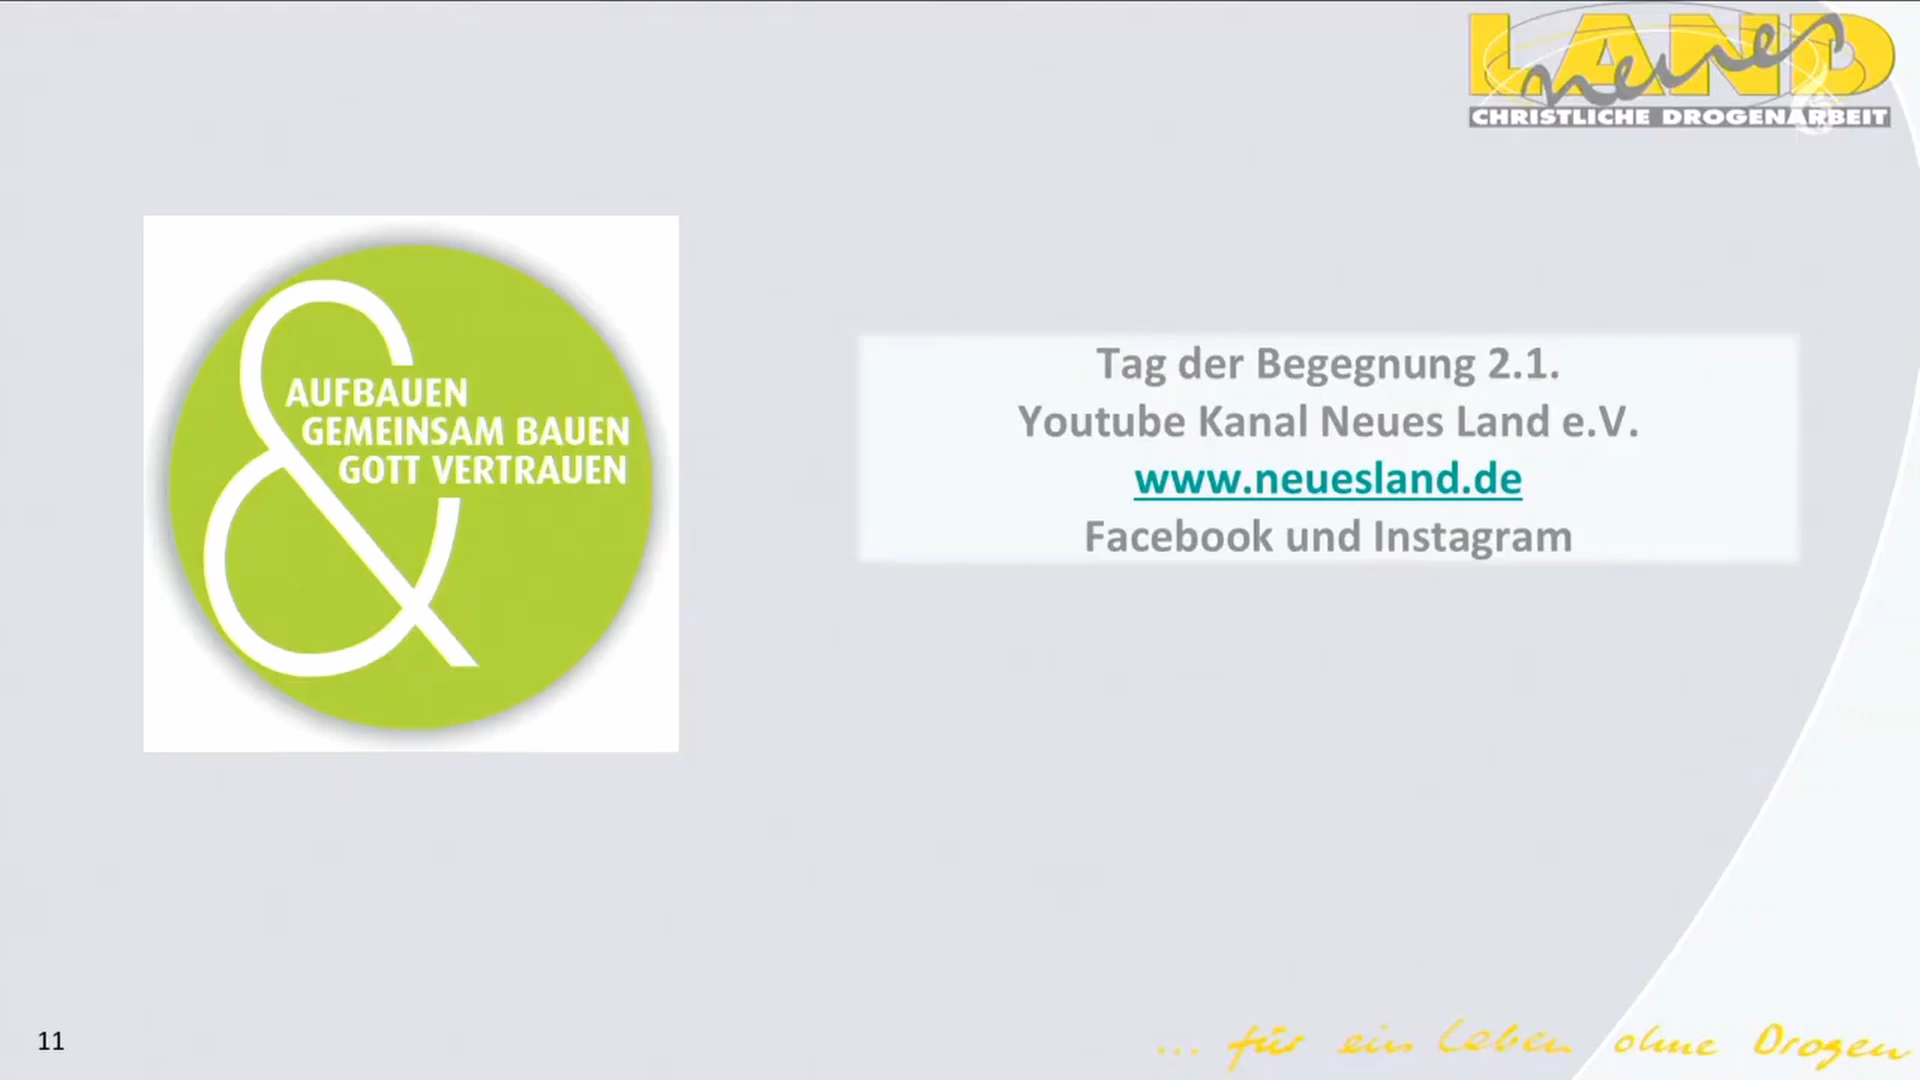 neues LAND
CHRISTLICHE DROGENARBEIT
&
AUFBAUEN
GEMEINSAM BAUEN
GOTT VERTRAUEN
Tag der Begegnung 2.1.
Youtube Kanal Neues Land e.V.
www.neuesland.de
Facebook und Instagram
11
... für ein Leben ohne Drogen